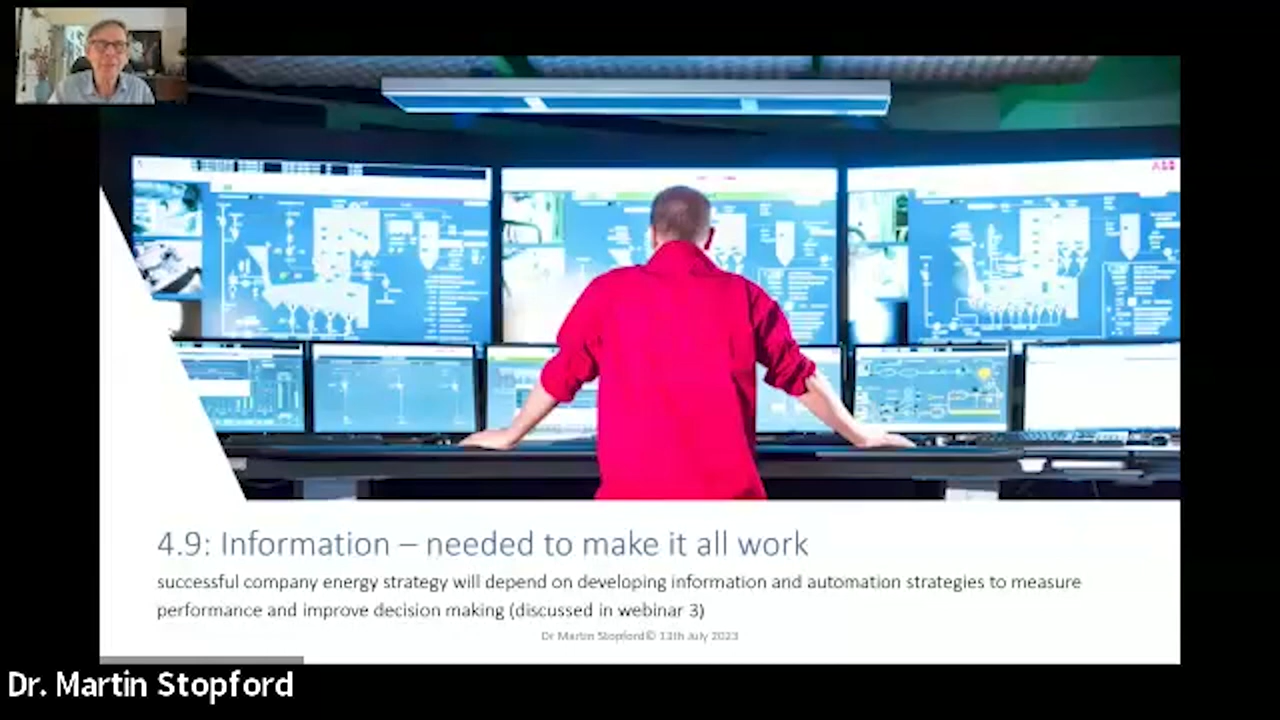 ABB
4.9: Information – needed to make it all work
successful company energy strategy will depend on developing information and automation strategies to measure
performance and improve decision making (discussed in webinar 3)
Dr Martin Stopford© 13th July 2023
Dr. Martin Stopford